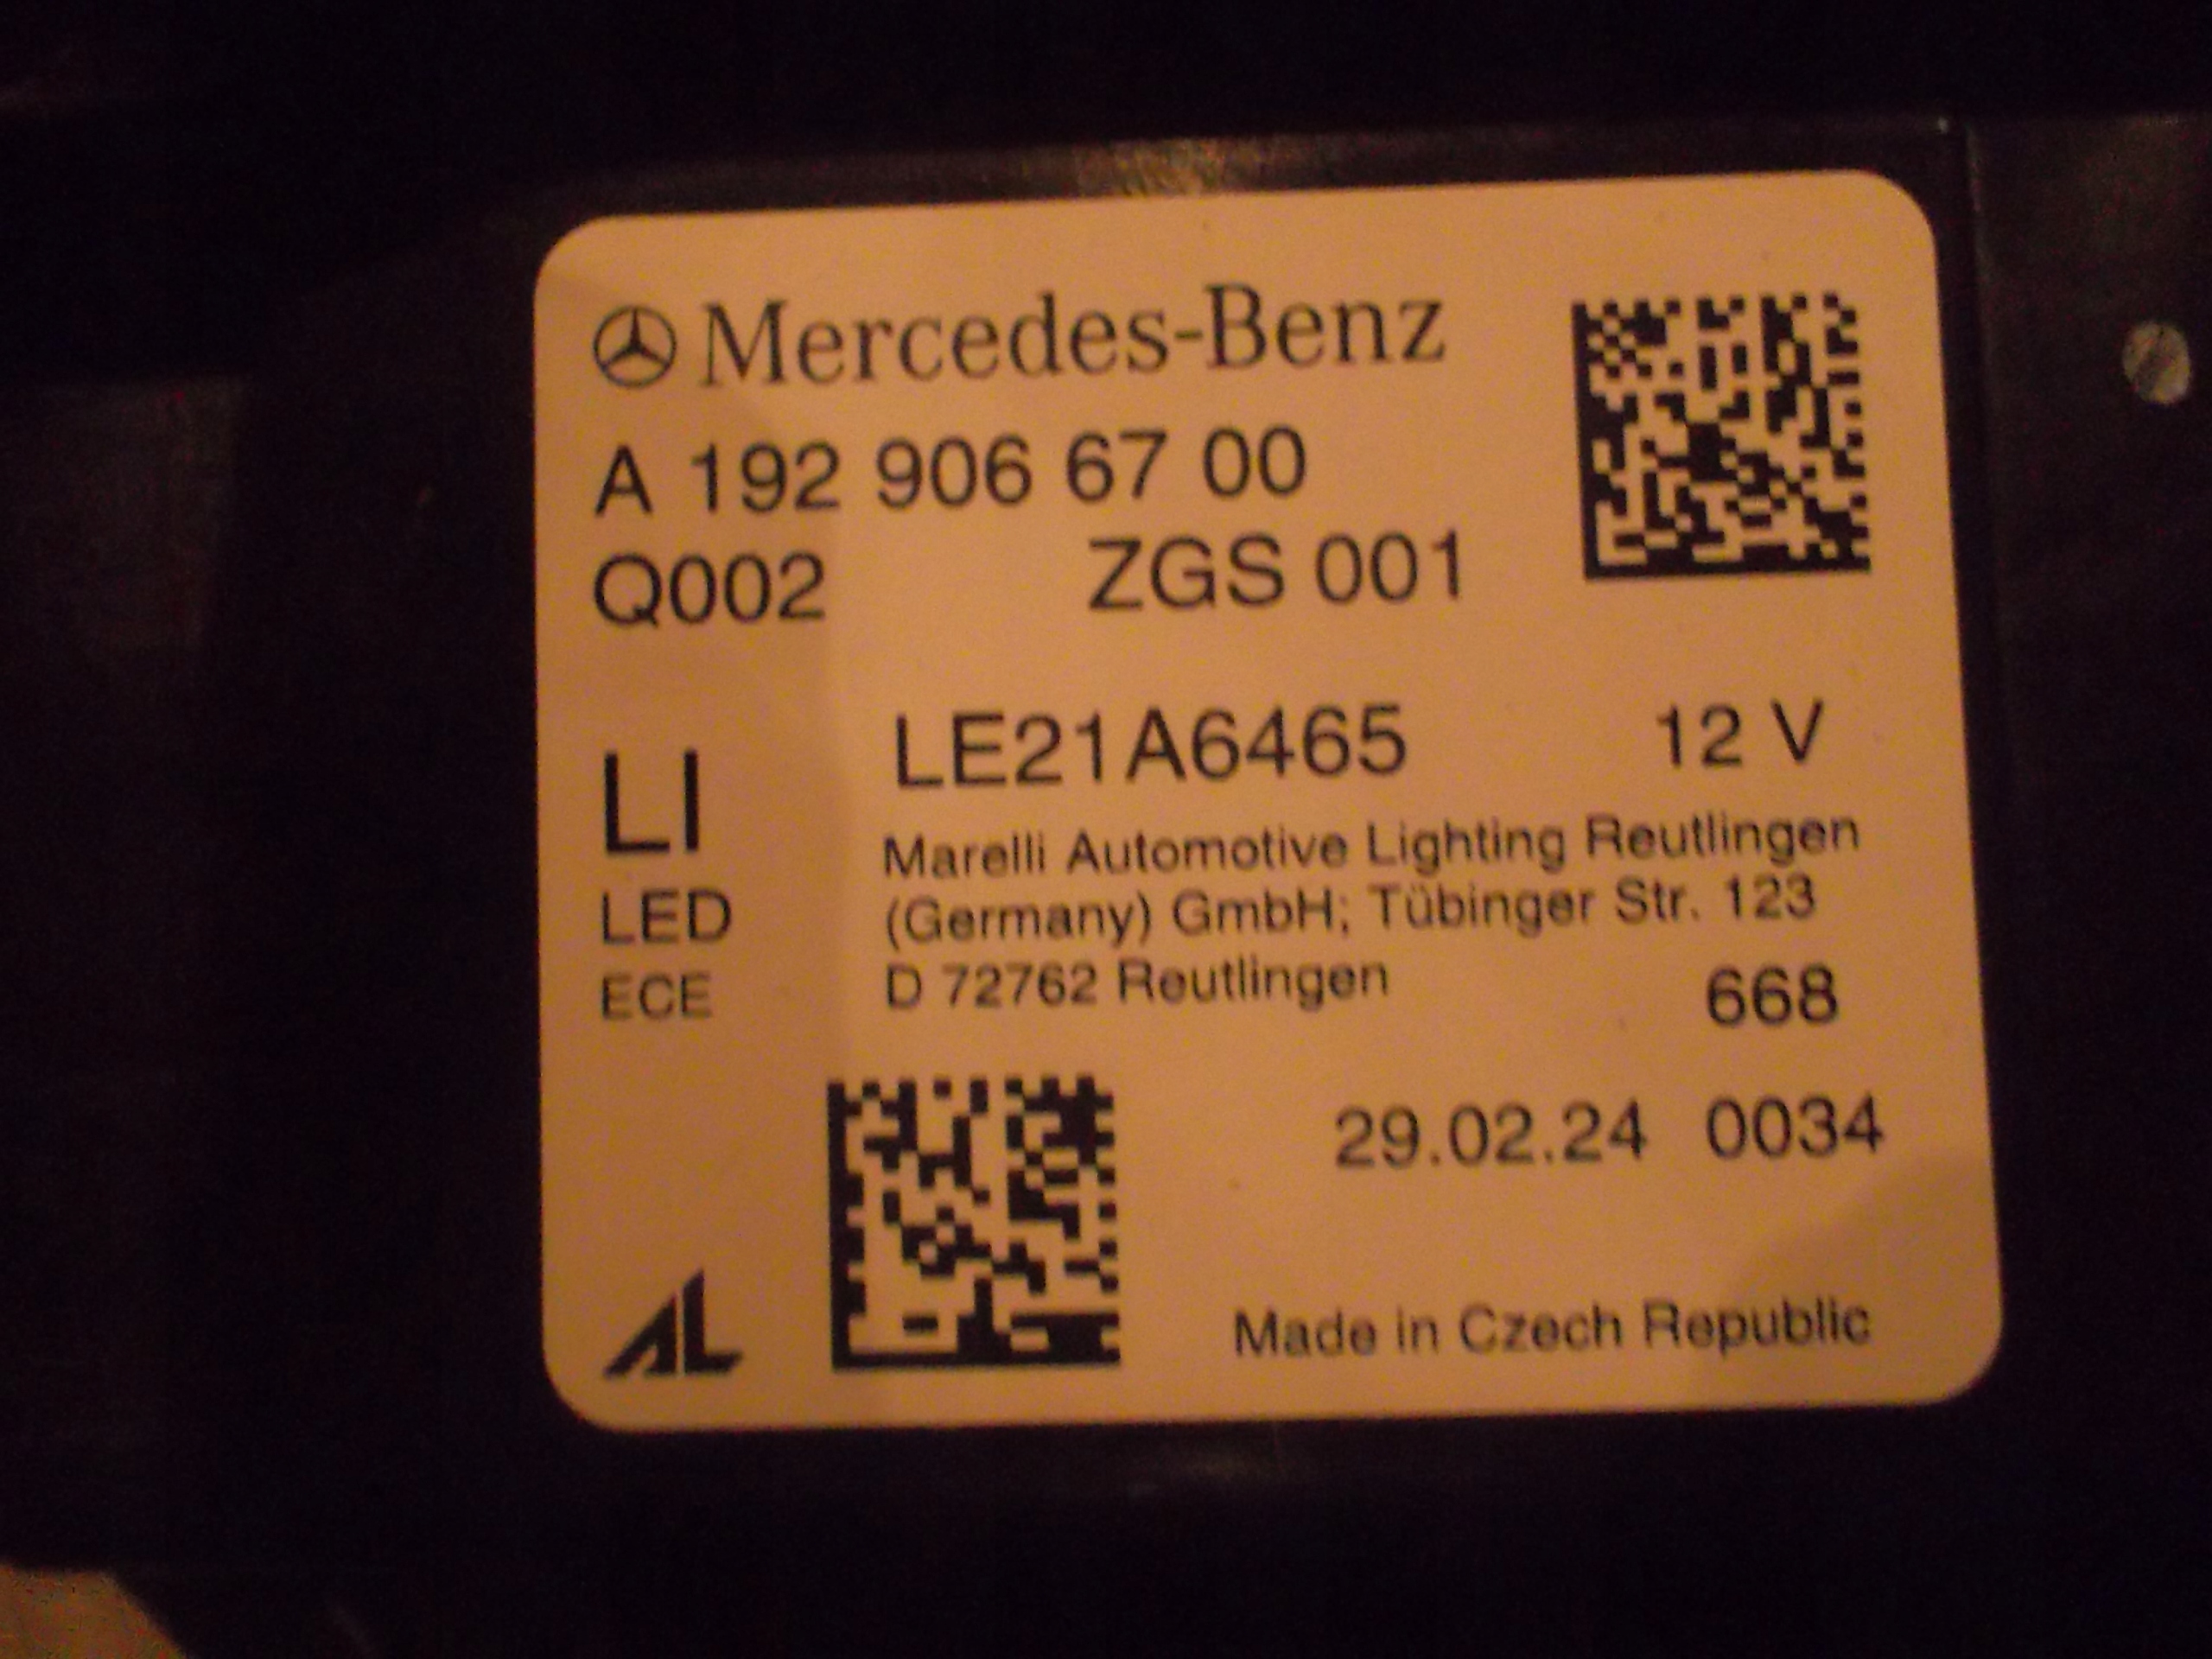 Mercedes-Benz
A 192 906 67 00
Q002 ZGS 001
LI
LED
ECE
LE21A6465 12 V
Marelli Automotive Lighting Reutlingen
(Germany) GmbH; Tübinger Str. 123
D 72762 Reutlingen
668
29.02.24 0034
AL
Made in Czech Republic